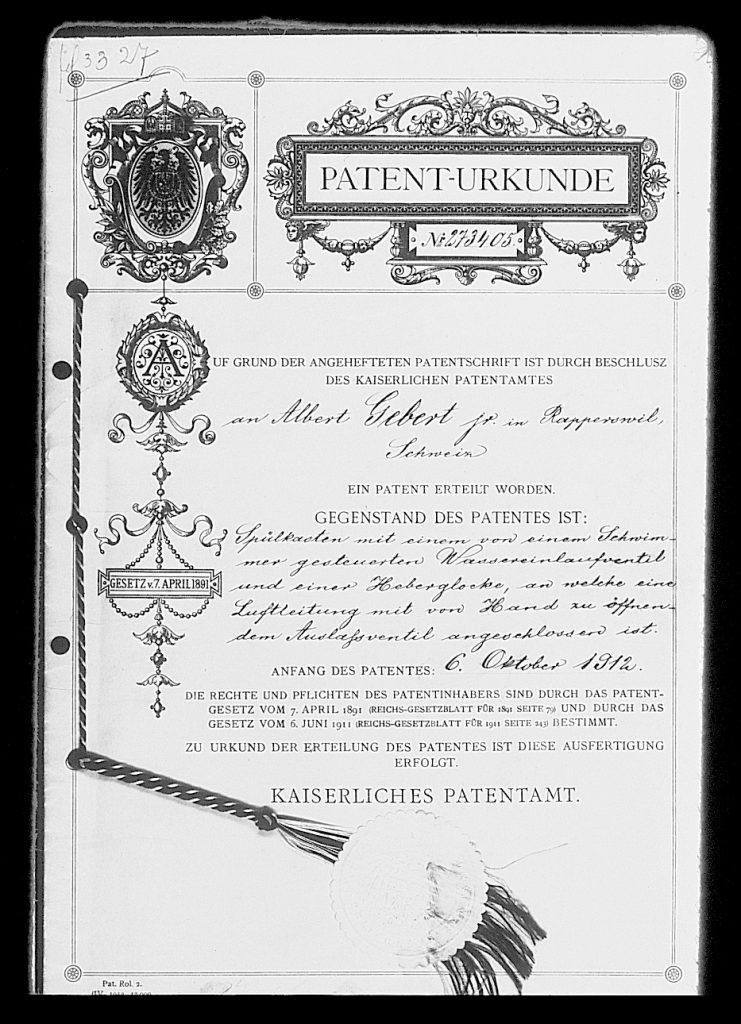 33 27
PATENT-URKUNDE
№ 273405.
AUF GRUND DER ANGEHEFTETEN PATENTSCHRIFT IST DURCH BESCHLUSZ
DES KAISERLICHEN PATENTAMTES
an Albert Gebert jr. in Rapperswil,
Schweiz
EIN PATENT ERTEILT WORDEN.
GEGENSTAND DES PATENTES IST:
Spülkasten mit einem von einem Schwim-
mer gesteuerten Wassereinlaufventil
und einer Heberglocke, an welche eine
Luftleitung mit von Hand zu öffnen-
dem Auslaßventil angeschlossen ist.
GESETZ v. 7. APRIL 1891
ANFANG DES PATENTES: 6. Oktober 1912.
DIE RECHTE UND PFLICHTEN DES PATENTINHABERS SIND DURCH DAS PATENT-
GESETZ VOM 7. APRIL 1891 (REICHS-GESETZBLATT FÜR 1891 SEITE 79) UND DURCH DAS
GESETZ VOM 6. JUNI 1911 (REICHS-GESETZBLATT FÜR 1911 SEITE 243) BESTIMMT.
ZU URKUND DER ERTEILUNG DES PATENTES IST DIESE AUSFERTIGUNG
ERFOLGT.
KAISERLICHES PATENTAMT.
Pat. Rol. 2.